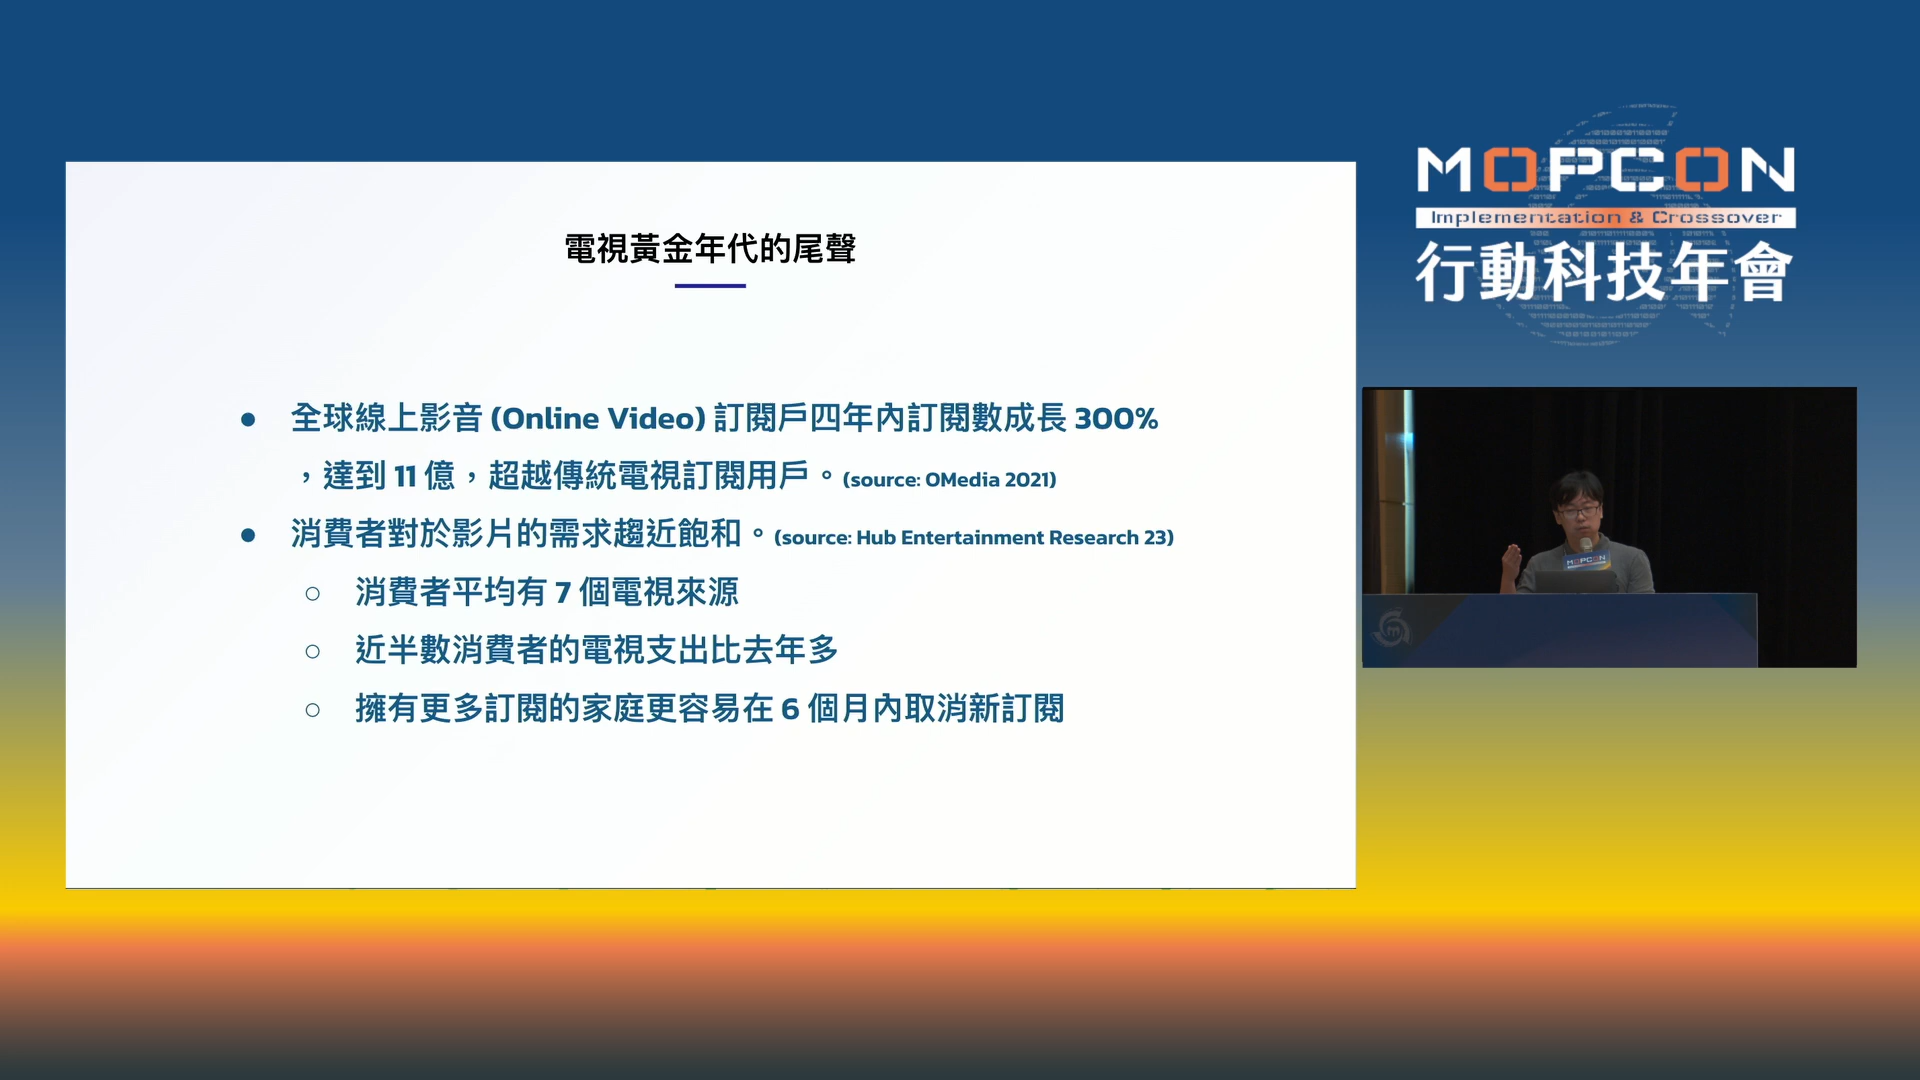 電視黃金年代的尾聲
● 全球線上影音 (Online Video) 訂閱戶四年內訂閱數成長 300%
，達到 11 億，超越傳統電視訂閱用戶。(source: OMedia 2021)
● 消費者對於影片的需求趨近飽和。(source: Hub Entertainment Research 23)
○ 消費者平均有 7 個電視來源
○ 近半數消費者的電視支出比去年多
○ 擁有更多訂閱的家庭更容易在 6 個月內取消新訂閱
MOPCON
Implementation & Crossover
行動科技年會
MOPCON